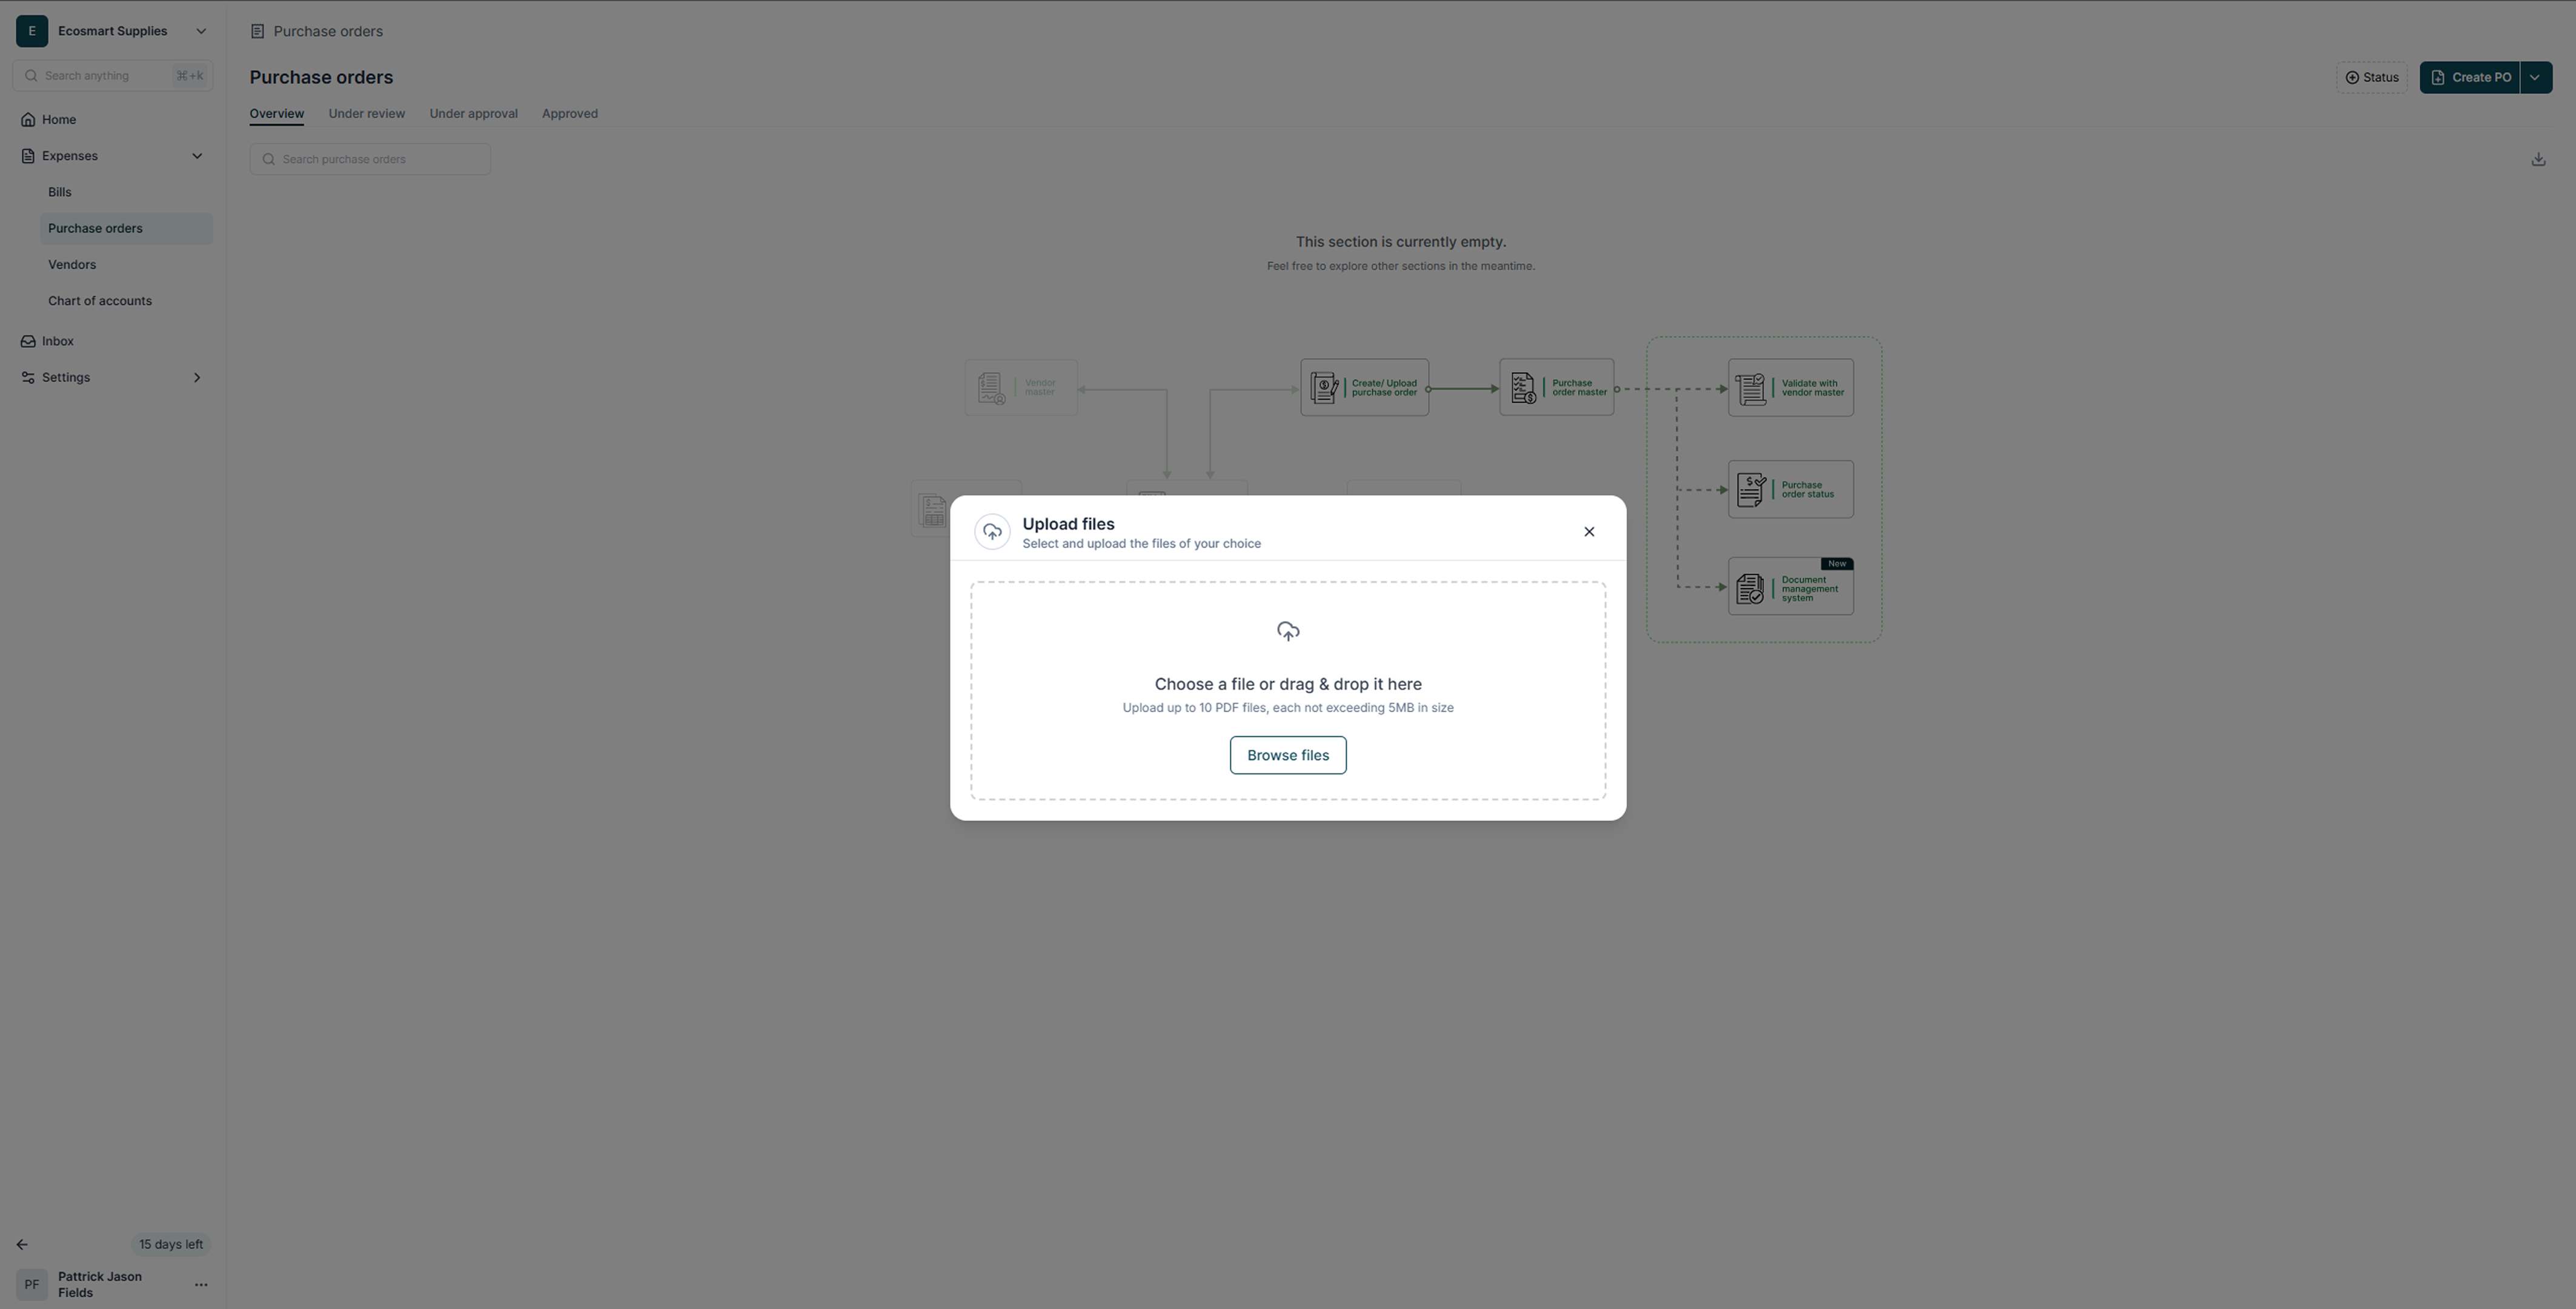 E
Ecosmart Supplies
Search anything
⌘+k
Home
Expenses
Bills
Purchase orders
Vendors
Chart of accounts
Inbox
Settings
15 days left
PF
Pattrick Jason
Fields
Purchase orders
Purchase orders
Status
Create PO
Overview
Under review
Under approval
Approved
Search purchase orders
This section is currently empty.
Feel free to explore other sections in the meantime.
Vendor
master
Create/ Upload
purchase order
Purchase
order master
Validate with
vendor master
Purchase
order status
New
Document
management
system
Upload files
Select and upload the files of your choice
Choose a file or drag & drop it here
Upload up to 10 PDF files, each not exceeding 5MB in size
Browse files